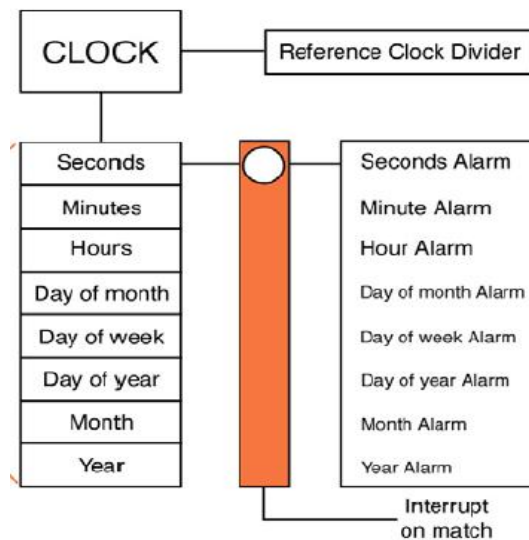 CLOCK
Reference Clock Divider
Seconds
Minutes
Hours
Day of month
Day of week
Day of year
Month
Year
Seconds Alarm
Minute Alarm
Hour Alarm
Day of month Alarm
Day of week Alarm
Day of year Alarm
Month Alarm
Year Alarm
Interrupt
on match